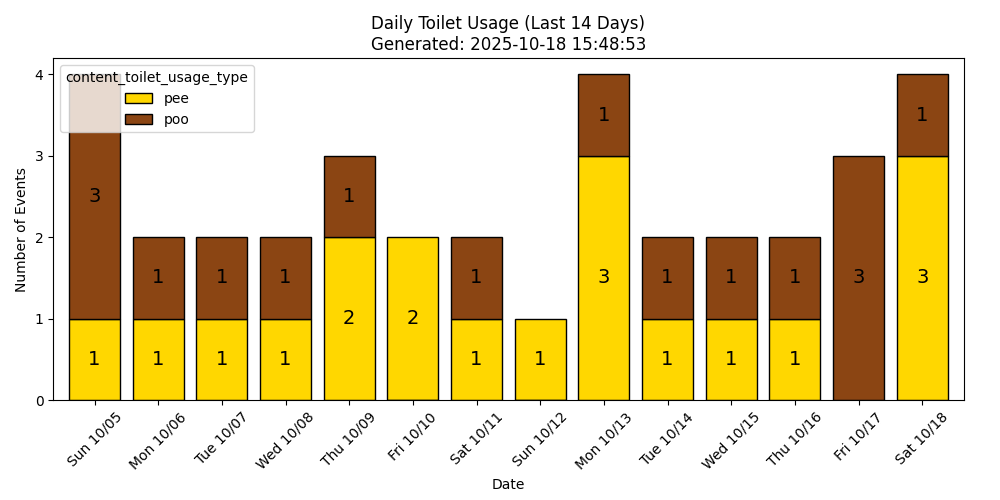 Daily Toilet Usage (Last 14 Days)
Generated: 2025-10-18 15:48:53
content_toilet_usage_type
pee
poo
Number of Events
4
3
2
1
0
3 1 1 1 1 1 1 1 1 1 3 1
1 1 1 1 2 2 1 1 3 1 1 1 3
Sun 10/05
Mon 10/06
Tue 10/07
Wed 10/08
Thu 10/09
Fri 10/10
Sat 10/11
Sun 10/12
Mon 10/13
Tue 10/14
Wed 10/15
Thu 10/16
Fri 10/17
Sat 10/18
Date